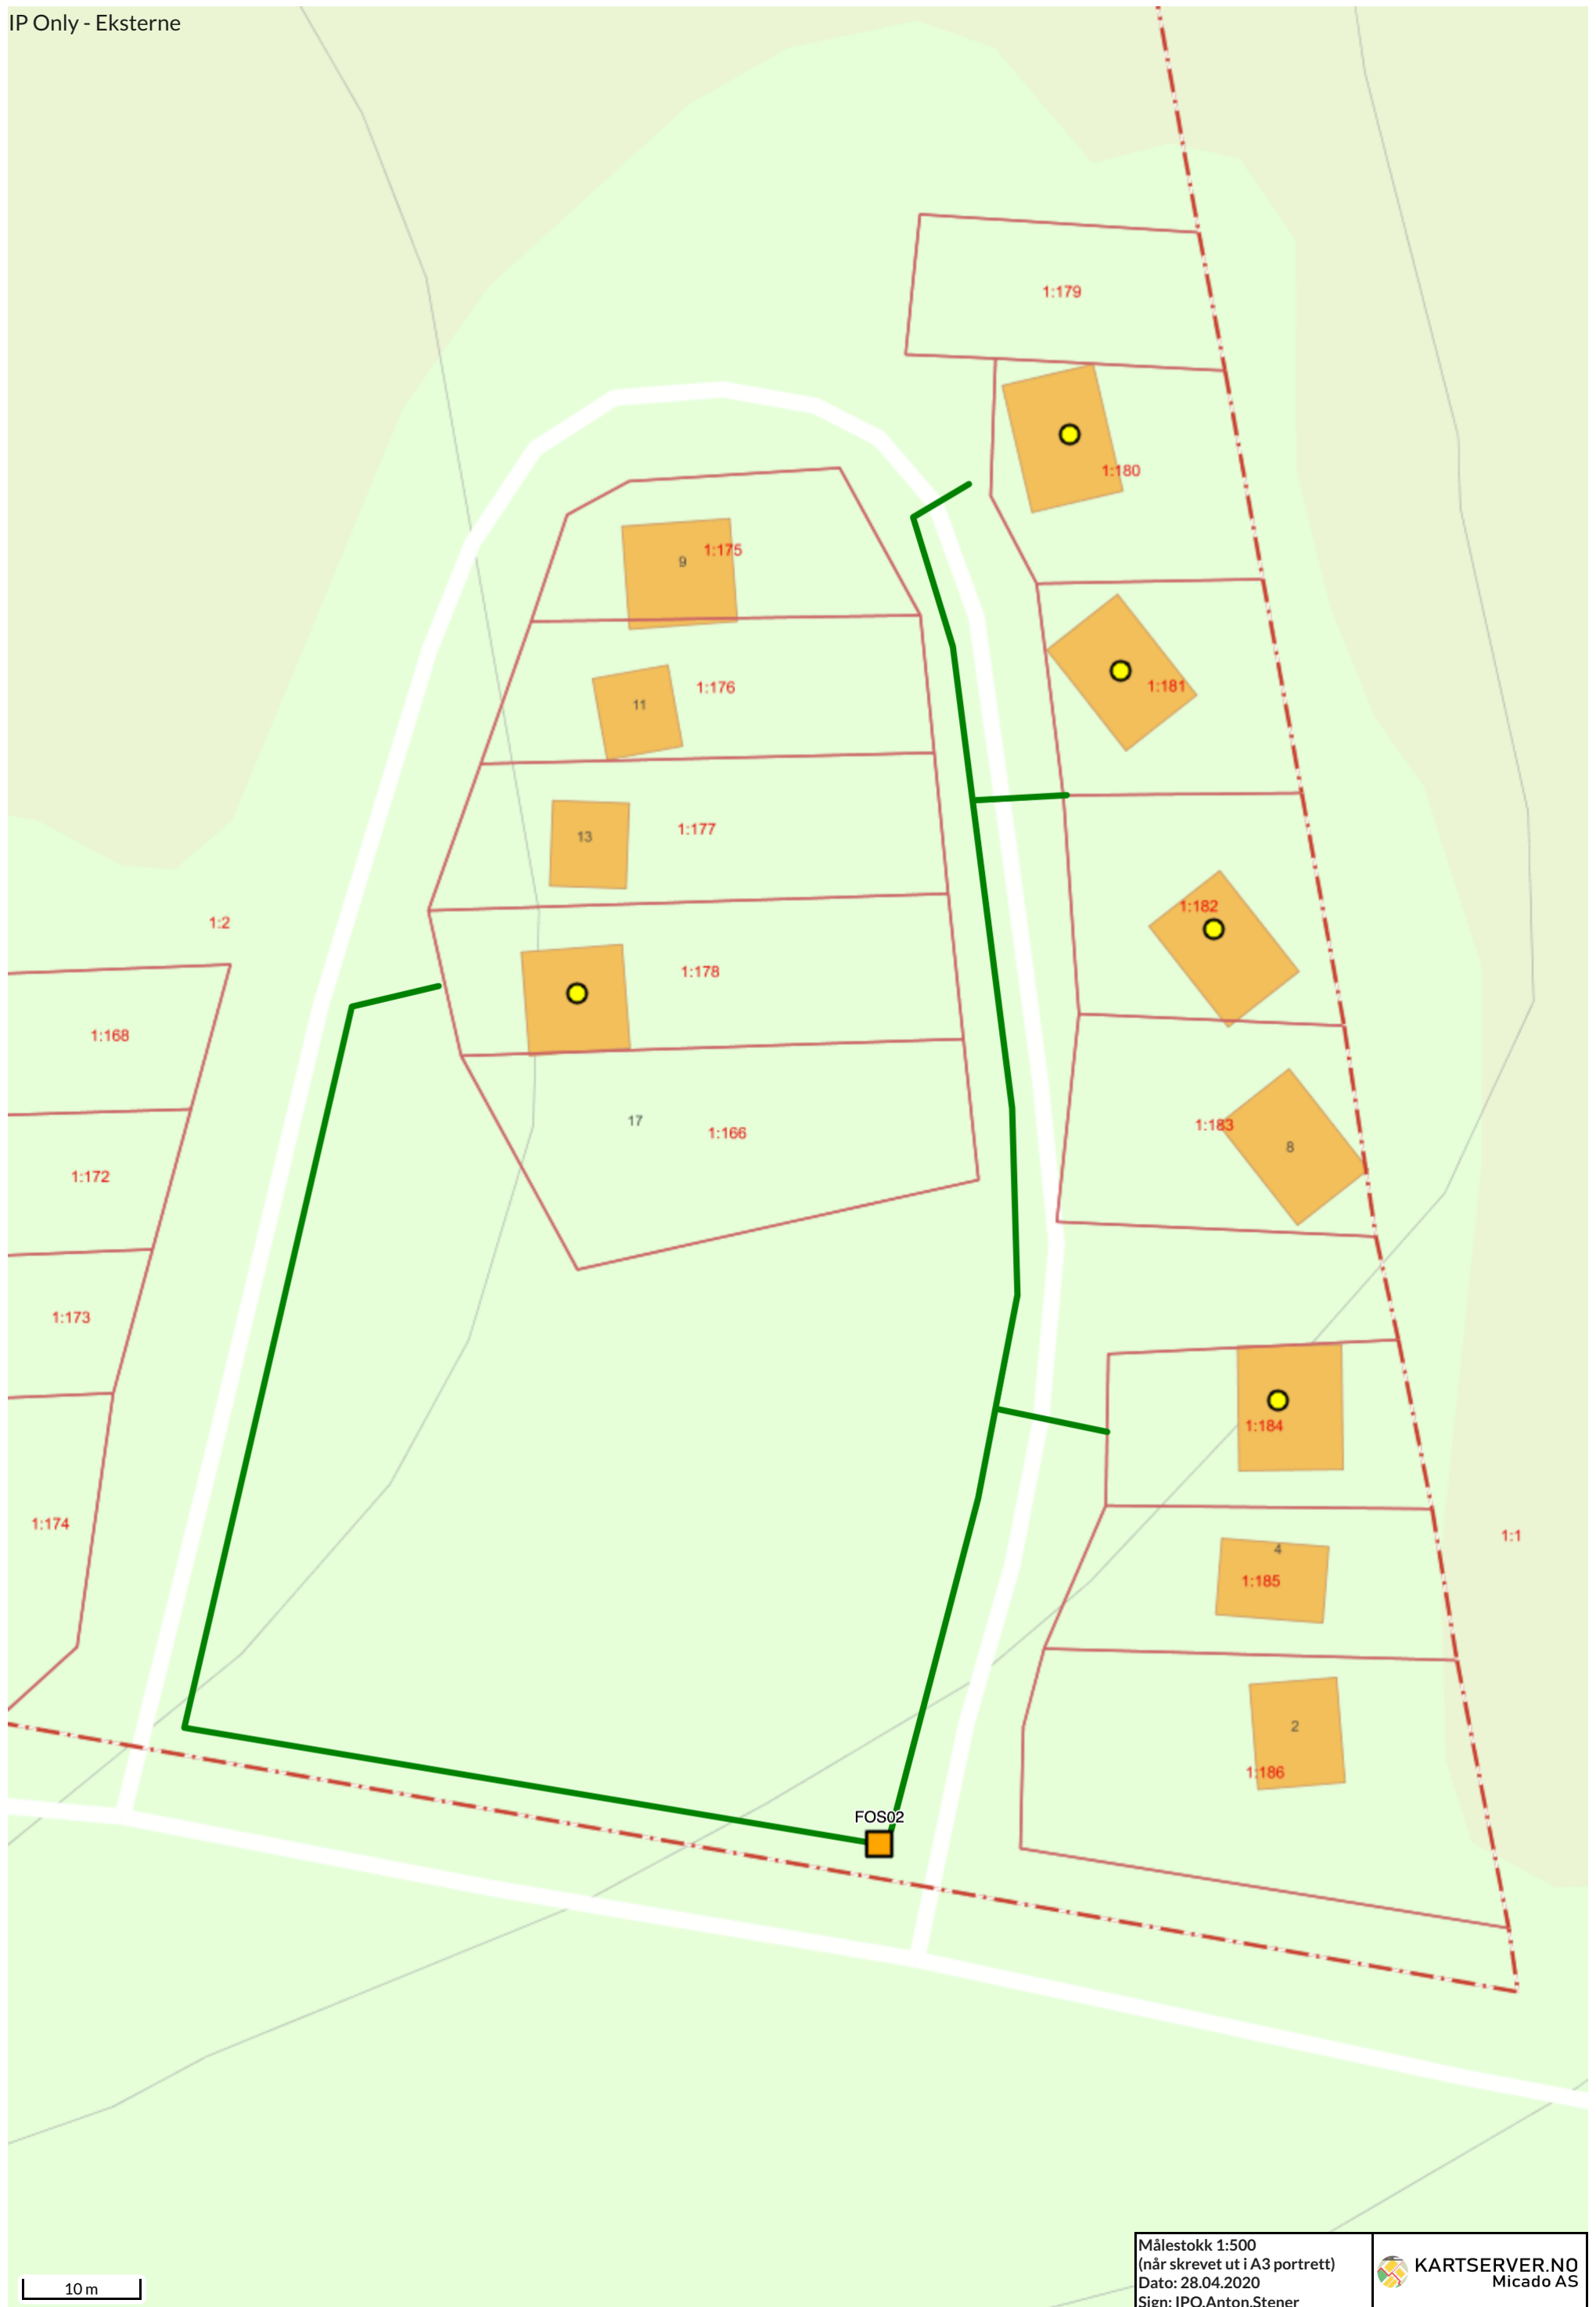 IP Only - Eksterne
1:179
1:180
9
1:175
1:181
11
1:176
13
1:177
1:182
1:2
1:178
1:168
17
1:166
1:183
8
1:172
1:173
1:184
1:174
1:1
4
1:185
2
1:186
FOS02
10 m
Målestokk 1:500
(når skrevet ut i A3 portrett)
Dato: 28.04.2020
Sign: IPO.Anton.Stener
KARTSERVER.NO
Micado AS